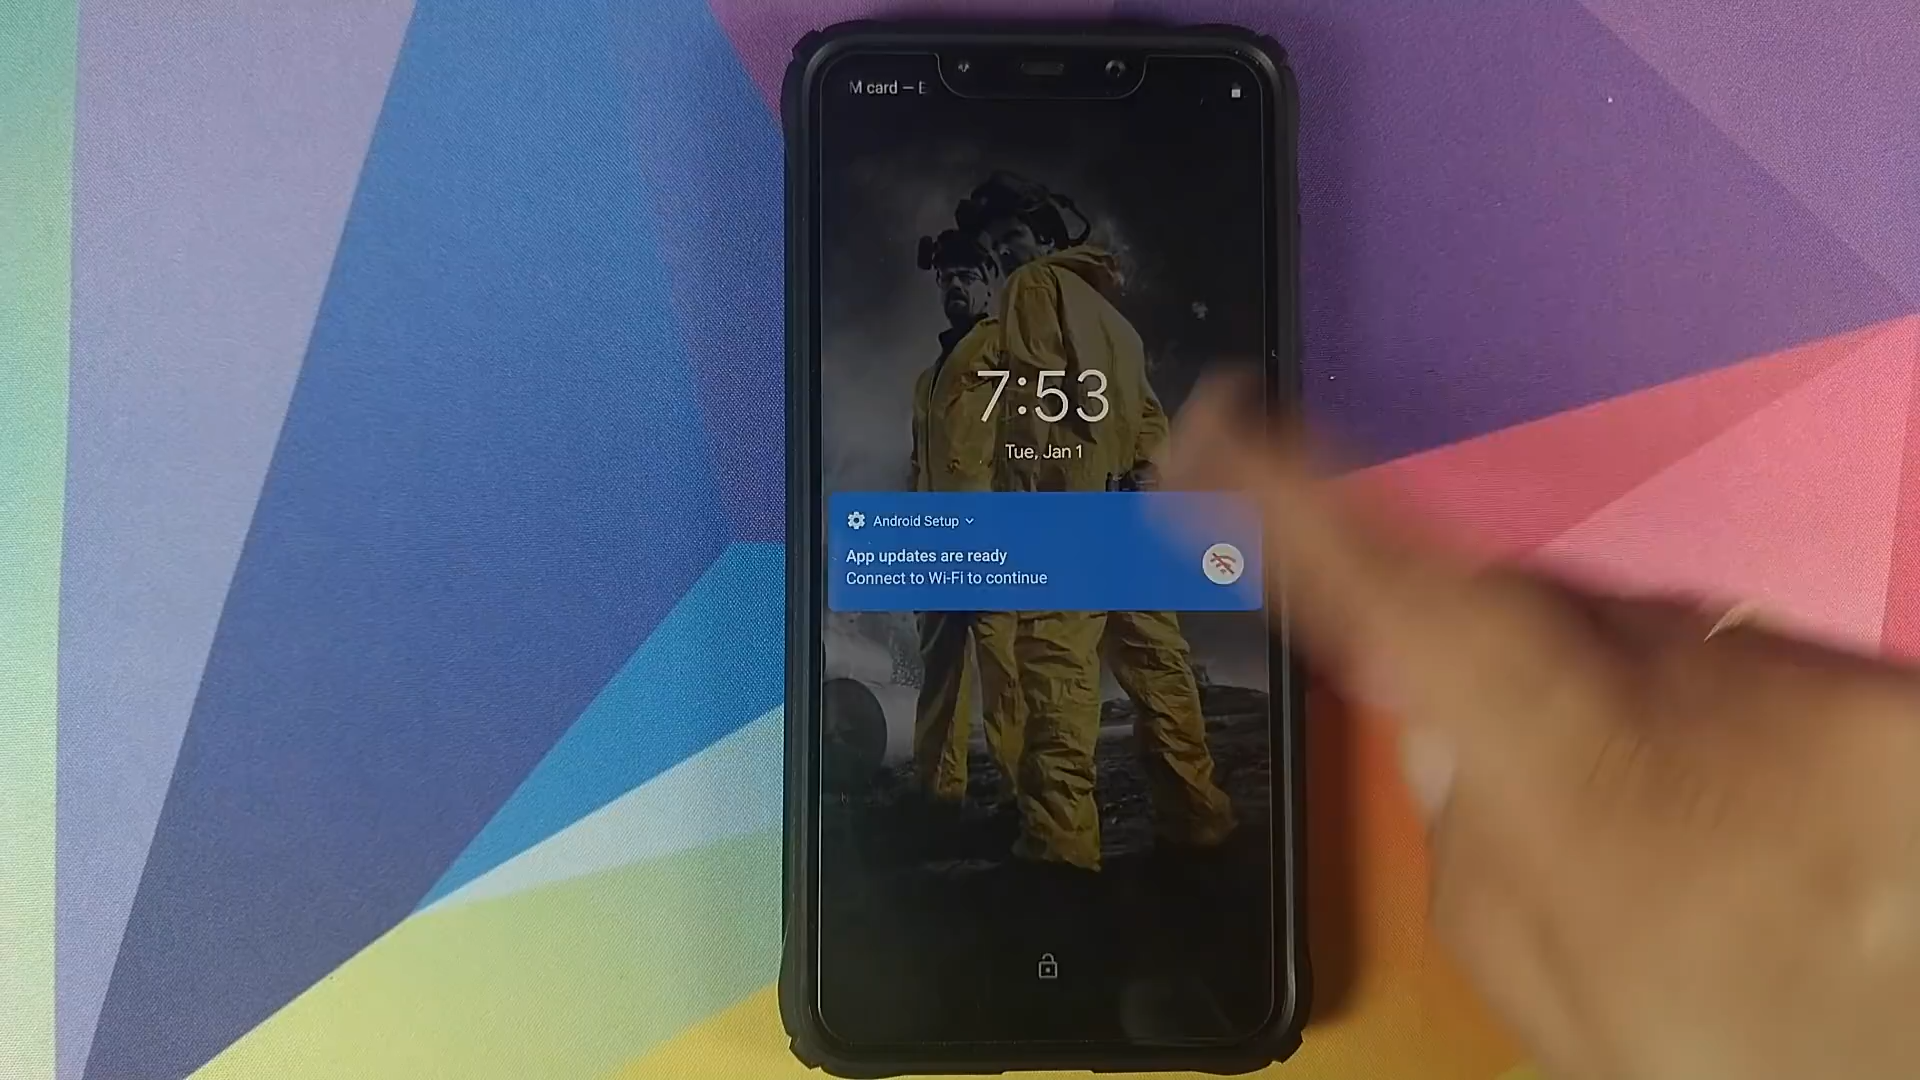 M card – E
7:53
Tue, Jan 1
Android Setup
App updates are ready
Connect to Wi-Fi to continue